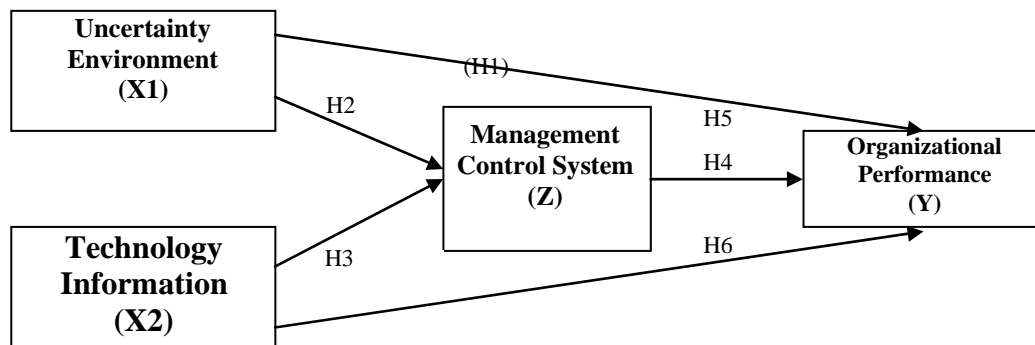 Uncertainty
Environment
(X1)
(H1)
H2
Management
Control System
(Z)
H5
H4
Organizational
Performance
(Y)
Technology
Information
(X2)
H3
H6